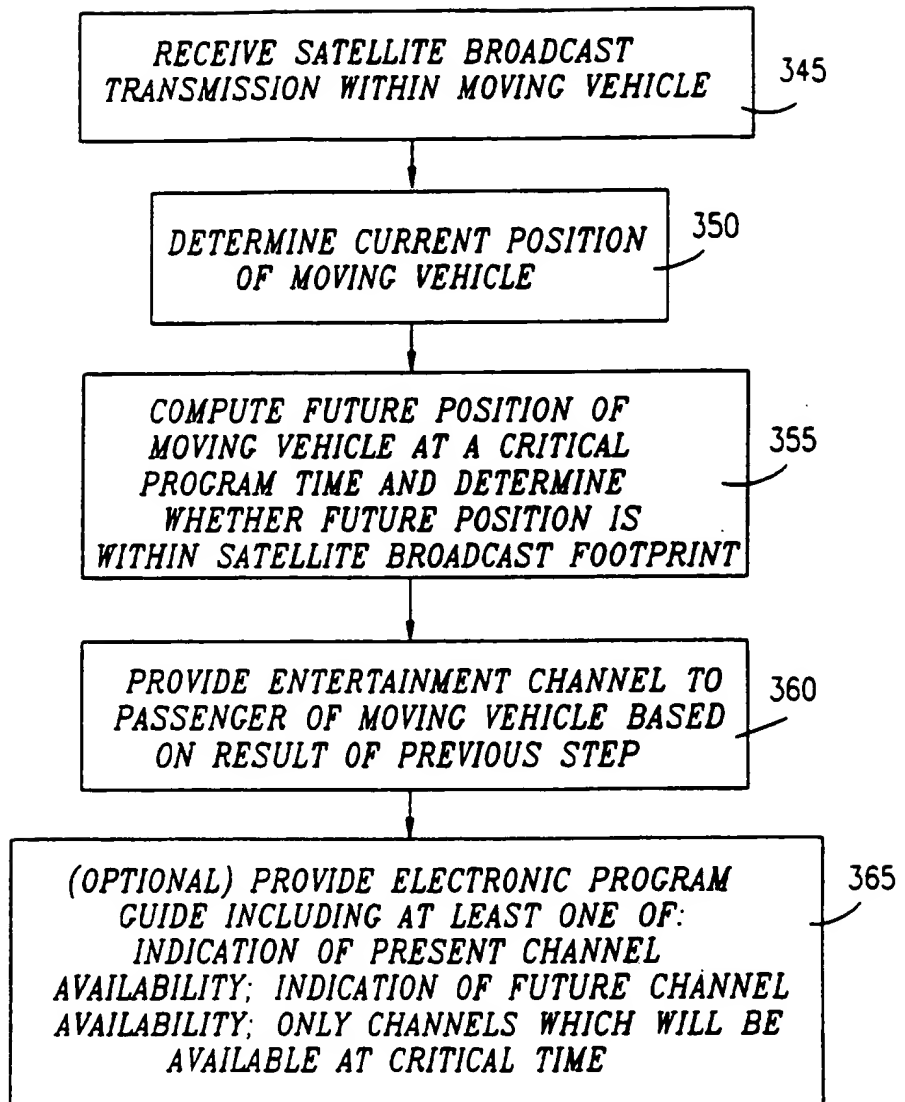 RECEIVE SATELLITE BROADCAST
TRANSMISSION WITHIN MOVING VEHICLE
345
DETERMINE CURRENT POSITION
OF MOVING VEHICLE
350
COMPUTE FUTURE POSITION OF
MOVING VEHICLE AT A CRITICAL
PROGRAM TIME AND DETERMINE
WHETHER FUTURE POSITION IS
WITHIN SATELLITE BROADCAST FOOTPRINT
355
PROVIDE ENTERTAINMENT CHANNEL TO
PASSENGER OF MOVING VEHICLE BASED
ON RESULT OF PREVIOUS STEP
360
(OPTIONAL) PROVIDE ELECTRONIC PROGRAM
GUIDE INCLUDING AT LEAST ONE OF:
INDICATION OF PRESENT CHANNEL
AVAILABILITY; INDICATION OF FUTURE CHANNEL
AVAILABILITY; ONLY CHANNELS WHICH WILL BE
AVAILABLE AT CRITICAL TIME
365